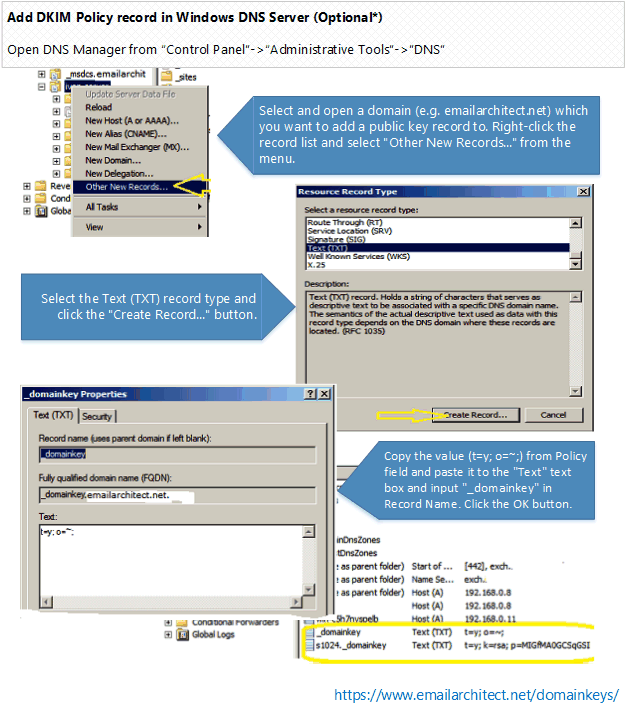 Add DKIM Policy record in Windows DNS Server (Optional*)
Open DNS Manager from “Control Panel”->“Administrative Tools”->“DNS”
_msdcs.emailarchit
_sites
Update Server Data File
Reload
New Host (A or AAAA)...
New Alias (CNAME)...
New Mail Exchanger (MX)...
New Domain...
New Delegation...
Other New Records...
All Tasks
View
Reve
Cond
Global
Select and open a domain (e.g. emailarchitect.net) which
you want to add a public key record to. Right-click the
record list and select "Other New Records..." from the
menu.
Resource Record Type
Select a resource record type:
Route Through (RT)
Service Location (SRV)
Signature (SIG)
Text (TXT)
Well Known Services (WKS)
X.25
Description:
Text (TXT) record. Holds a string of characters that serves as
descriptive text to be associated with a specific DNS domain name.
The semantics of the actual descriptive text used as data with this
record type depends on the DNS domain where these records are
located. (RFC 1035)
Create Record...
Cancel
Select the Text (TXT) record type and
click the "Create Record..." button.
_domainkey Properties
Text (TXT)
Security
Record name (uses parent domain if left blank):
_domainkey
Fully qualified domain name (FQDN):
_domainkey.emailarchitect.net.
Text:
t=y; o=~;
Copy the value (t=y; o=~;) from Policy
field and paste it to the "Text" text
box and input "_domainkey" in
Record Name. Click the OK button.
inDnsZones
tDnsZones
e as parent folder) Start of ... [442], exch..
e as parent folder) Name Se... exch..
e as parent folder) Host (A) 192.168.0.8
e as parent folder) Host (A) 192.168.0.8
Host (A) 192.168.0.11
_domainkey Text (TXT) t=y; o=~;
s1024._domainkey Text (TXT) t=y; k=rsa; p=MIGfMA0GCSqGSI
Conditional Forwarders
Global Logs
https://www.emailarchitect.net/domainkeys/